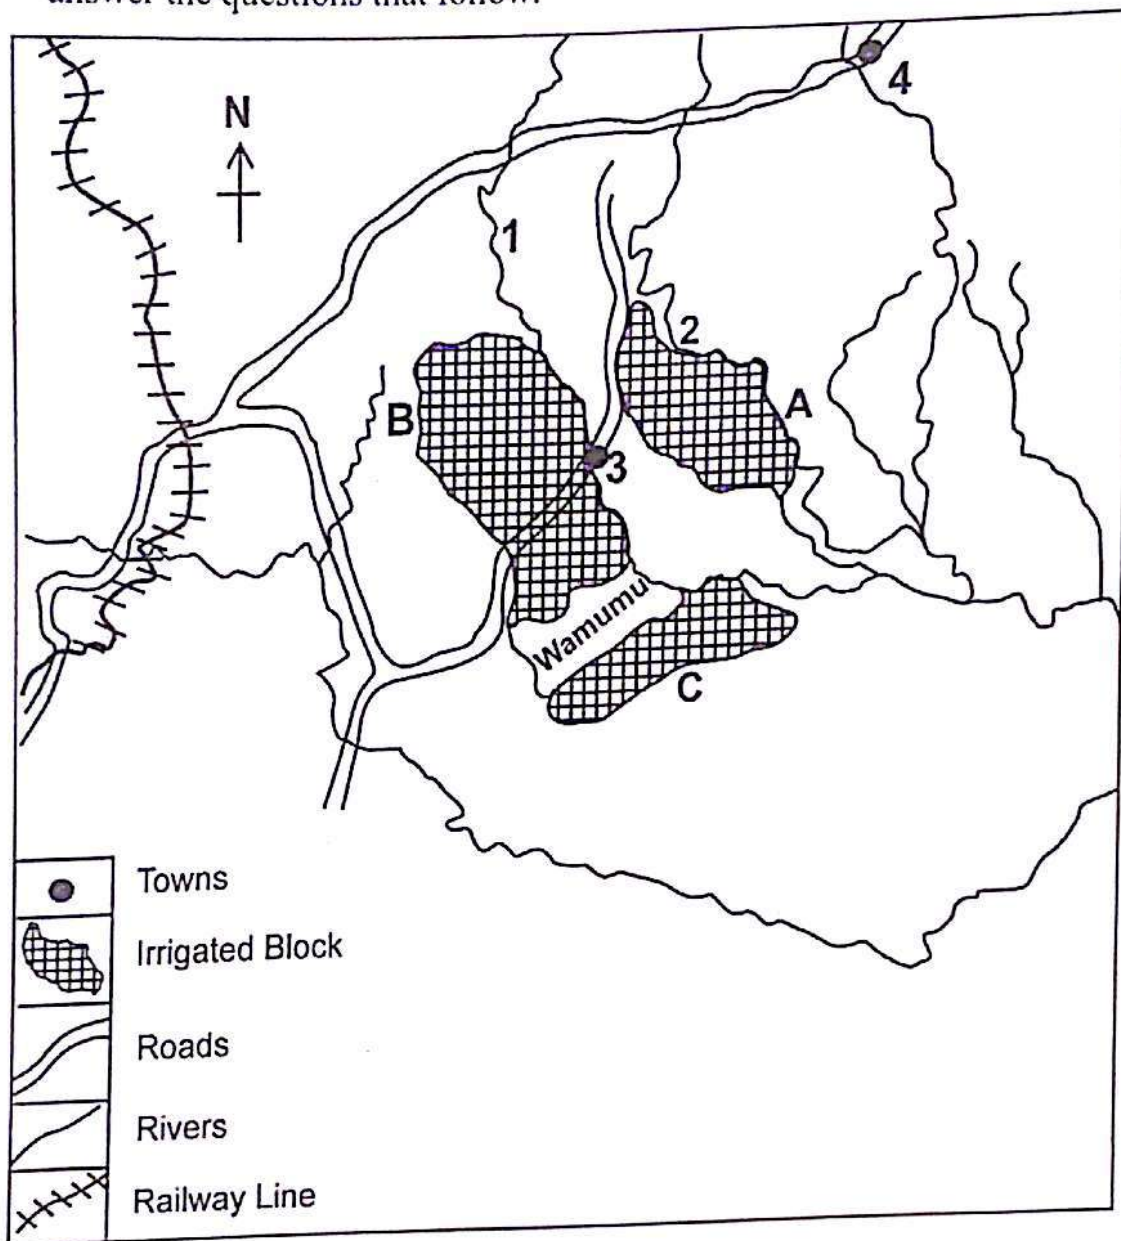 answer the questions that follow.
N
4
1
2
B
A
3
Wamumu
C
Towns
Irrigated Block
Roads
Rivers
Railway Line